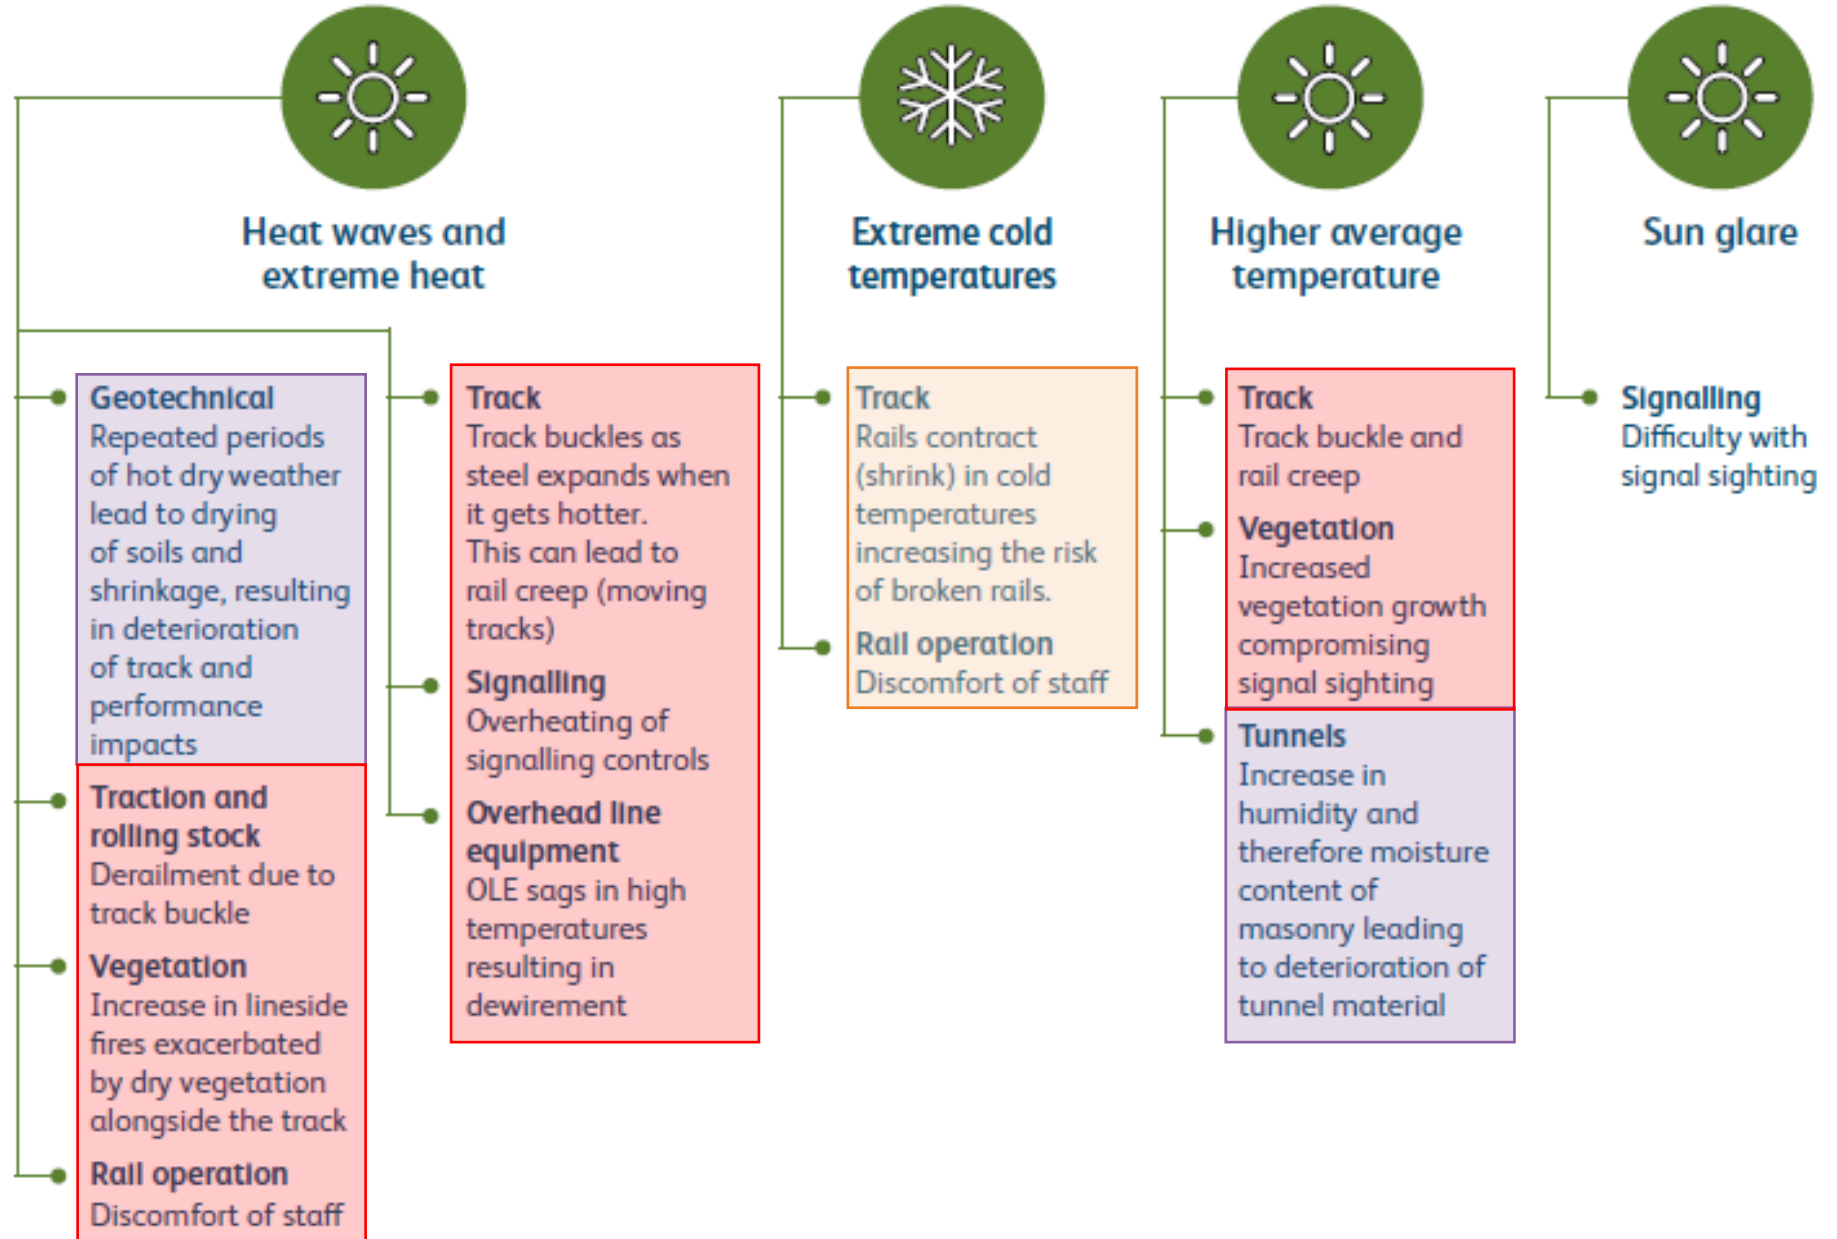 Heat waves and
extreme heat
Geotechnical
Repeated periods
of hot dry weather
lead to drying
of soils and
shrinkage, resulting
in deterioration
of track and
performance
impacts
Traction and
rolling stock
Derailment due to
track buckle
Vegetation
Increase in lineside
fires exacerbated
by dry vegetation
alongside the track
Rail operation
Discomfort of staff
Track
Track buckles as
steel expands when
it gets hotter.
This can lead to
rail creep (moving
tracks)
Signalling
Overheating of
signalling controls
Overhead line
equipment
OLE sags in high
temperatures
resulting in
dewirement
Extreme cold
temperatures
Track
Rails contract
(shrink) in cold
temperatures
increasing the risk
of broken rails.
Rail operation
Discomfort of staff
Higher average
temperature
Track
Track buckle and
rail creep
Vegetation
Increased
vegetation growth
compromising
signal sighting
Tunnels
Increase in
humidity and
therefore moisture
content of
masonry leading
to deterioration of
tunnel material
Sun glare
Signalling
Difficulty with
signal sighting